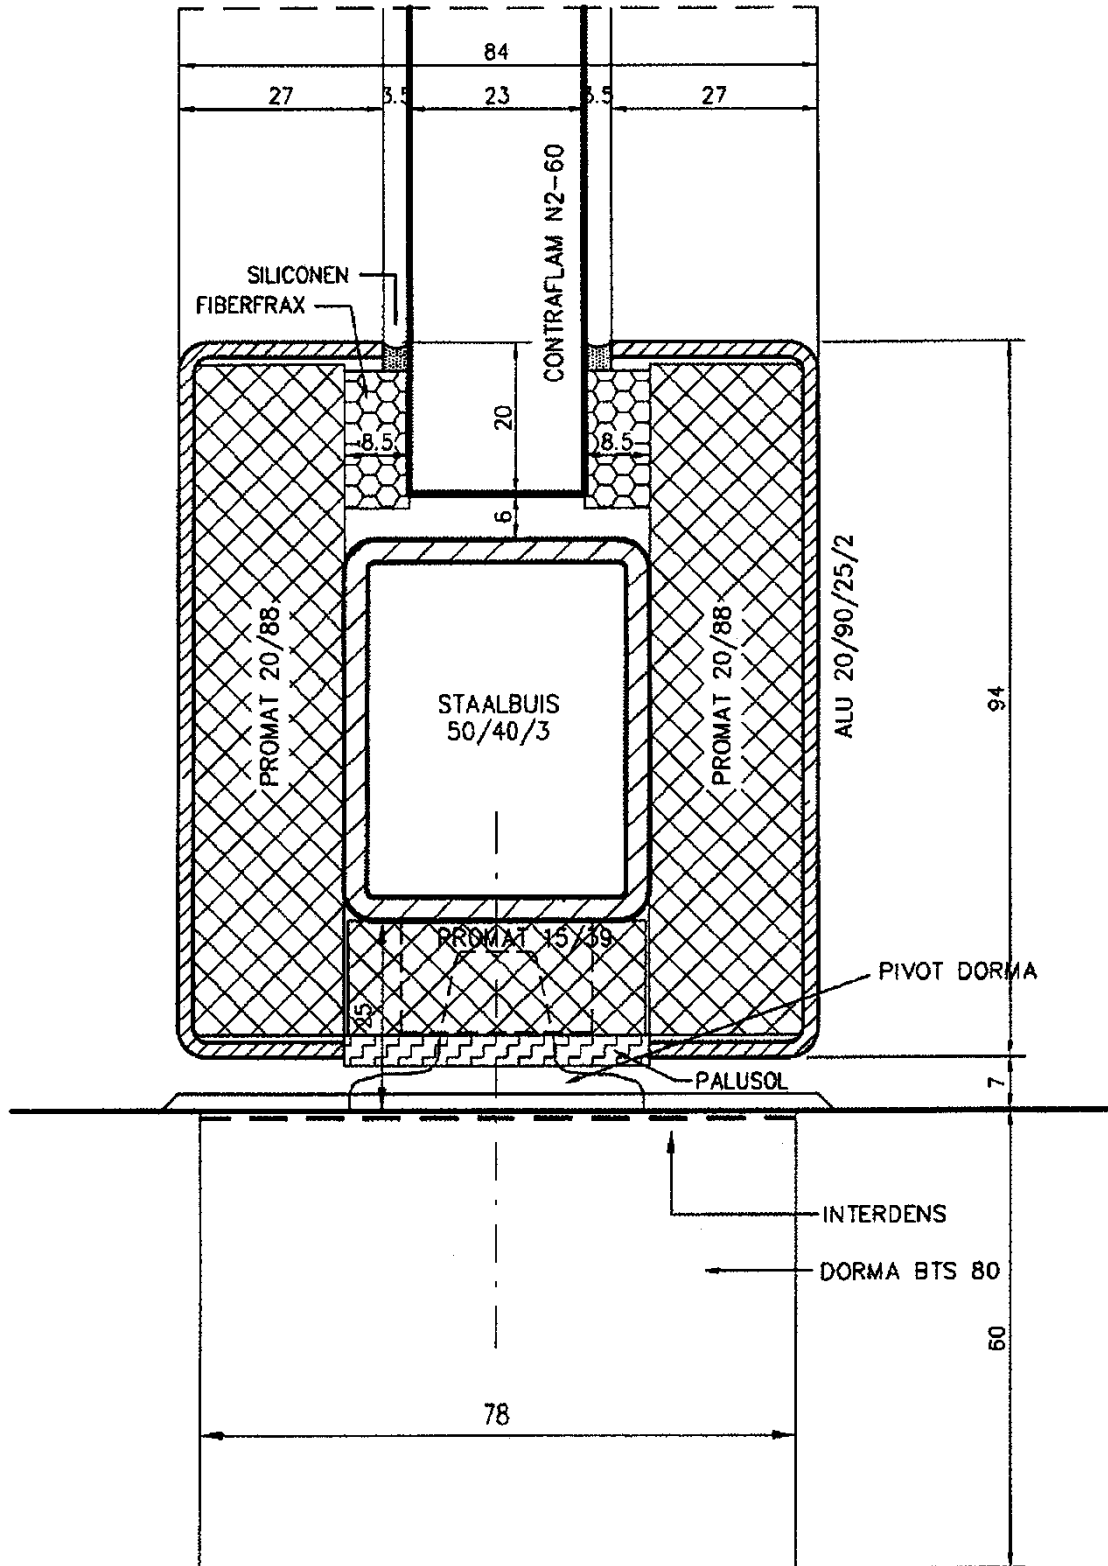 84
27
3.5
23
3.5
27
CONTRAFLAM N2-60
SILICONEN
FIBERFRAX
20
8.5
8.5
6
PROMAT 20/88
PROMAT 20/88
ALU 20/90/25/2
94
STAALBUIS
50/40/3
PROMAT 15/39
PIVOT DORMA
25
PALUSOL
7
INTERDENS
DORMA BTS 80
60
78